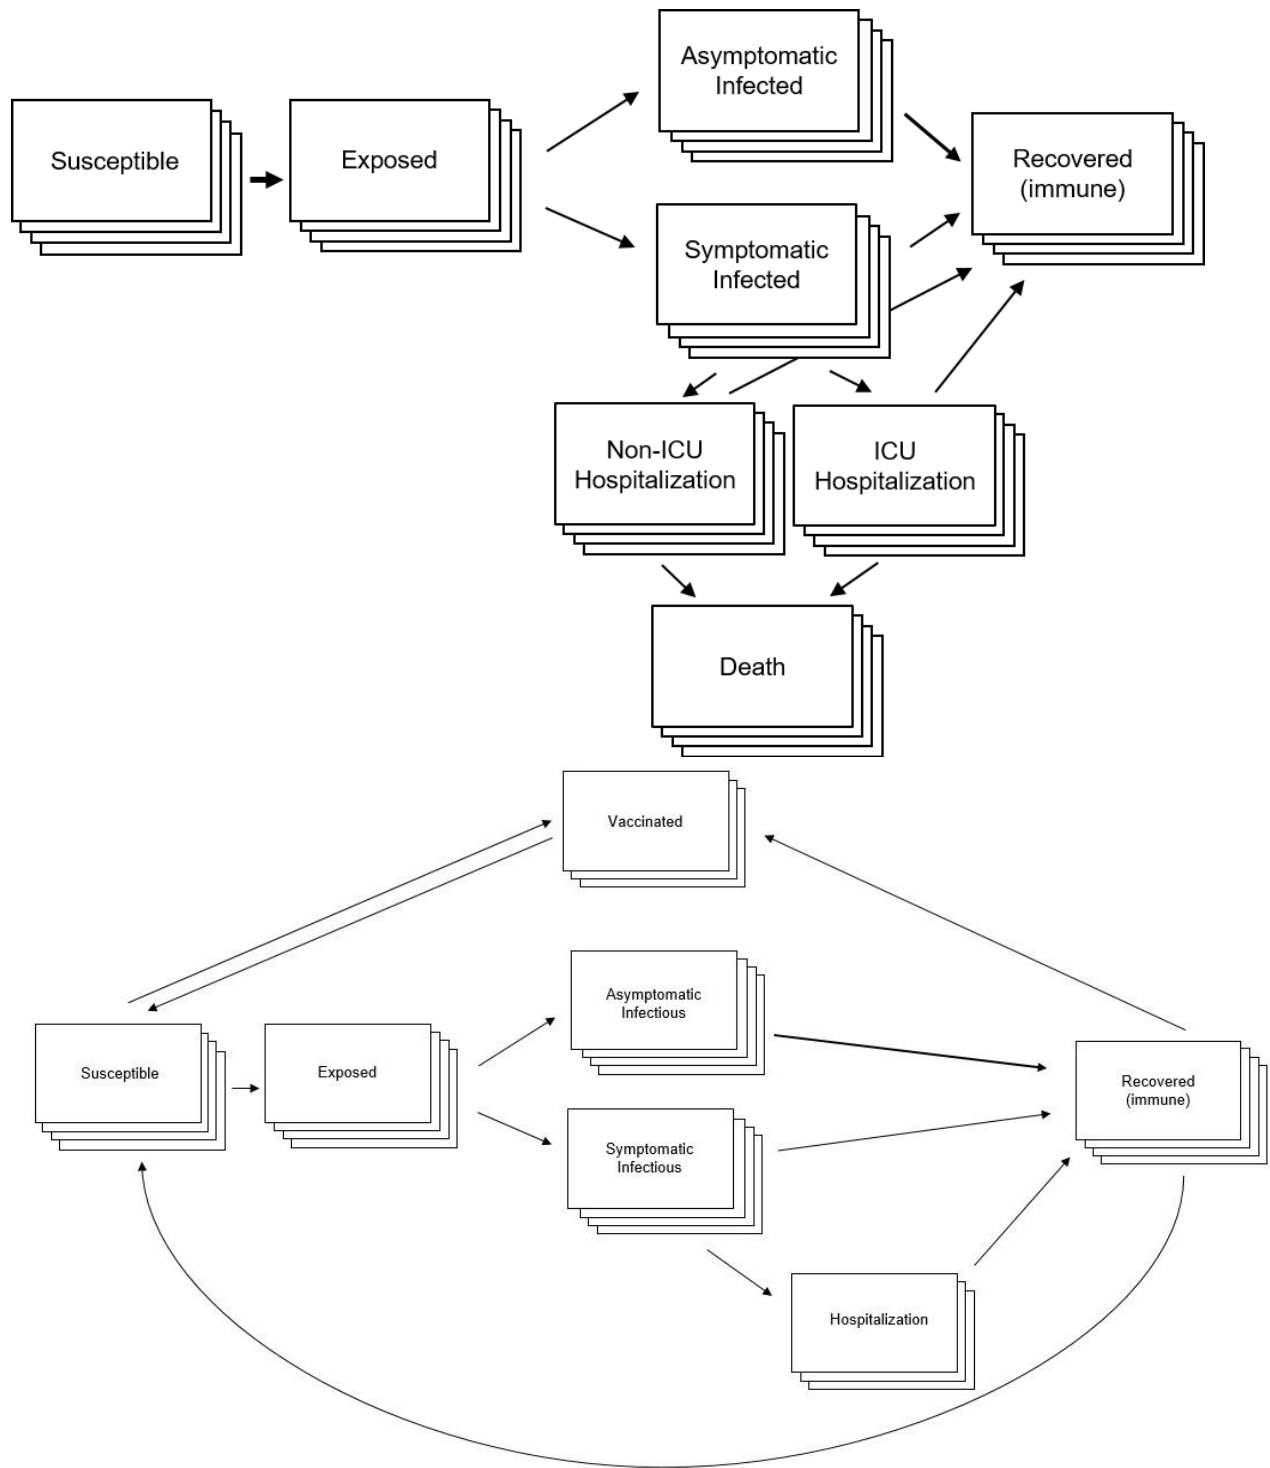 Asymptomatic
Infected
Susceptible
Exposed
Recovered
(immune)
Symptomatic
Infected
Non-ICU
Hospitalization
ICU
Hospitalization
Death
Vaccinated
Asymptomatic
Infectious
Susceptible
Exposed
Recovered
(immune)
Symptomatic
Infectious
Hospitalization